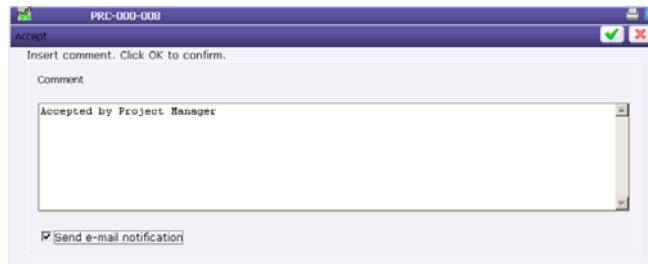 PRC-000-008
Accept
Insert comment. Click OK to confirm.
Comment
Accepted by Project Manager
Send e-mail notification